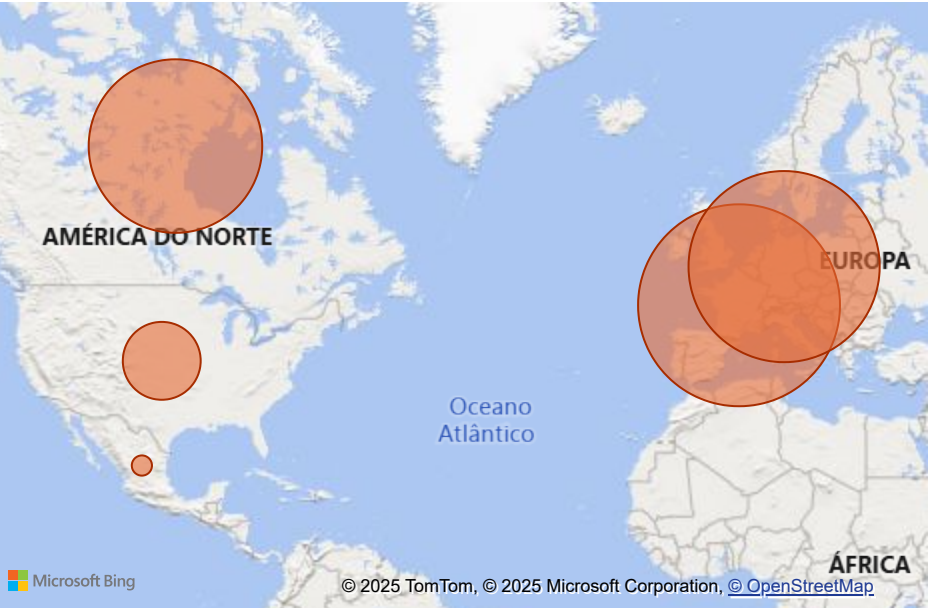 AMÉRICA DO NORTE
EUROPA
Oceano
Atlântico
ÁFRICA
Microsoft Bing
© 2025 TomTom, © 2025 Microsoft Corporation, © OpenStreetMap